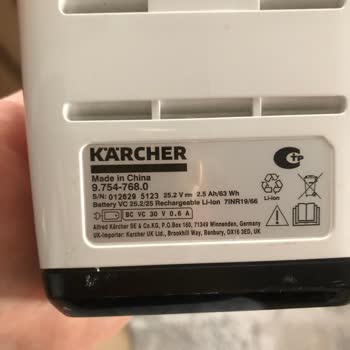 KÄRCHER
Made in China
9.754-768.0
S/N: 012629 5123 25.2 V⎓ 2.5 Ah/63 Wh
Battery VC 25.2/25 Rechargeable Li-Ion 7INR19/66
BC VC 30 V 0.6 A
Alfred Kärcher SE & Co.KG, P.O.Box 160, 71349 Winnenden, Germany
UK-Importer: Karcher UK Ltd., Brookhill Way, Banbury, OX16 3ED, UK
Li-ion